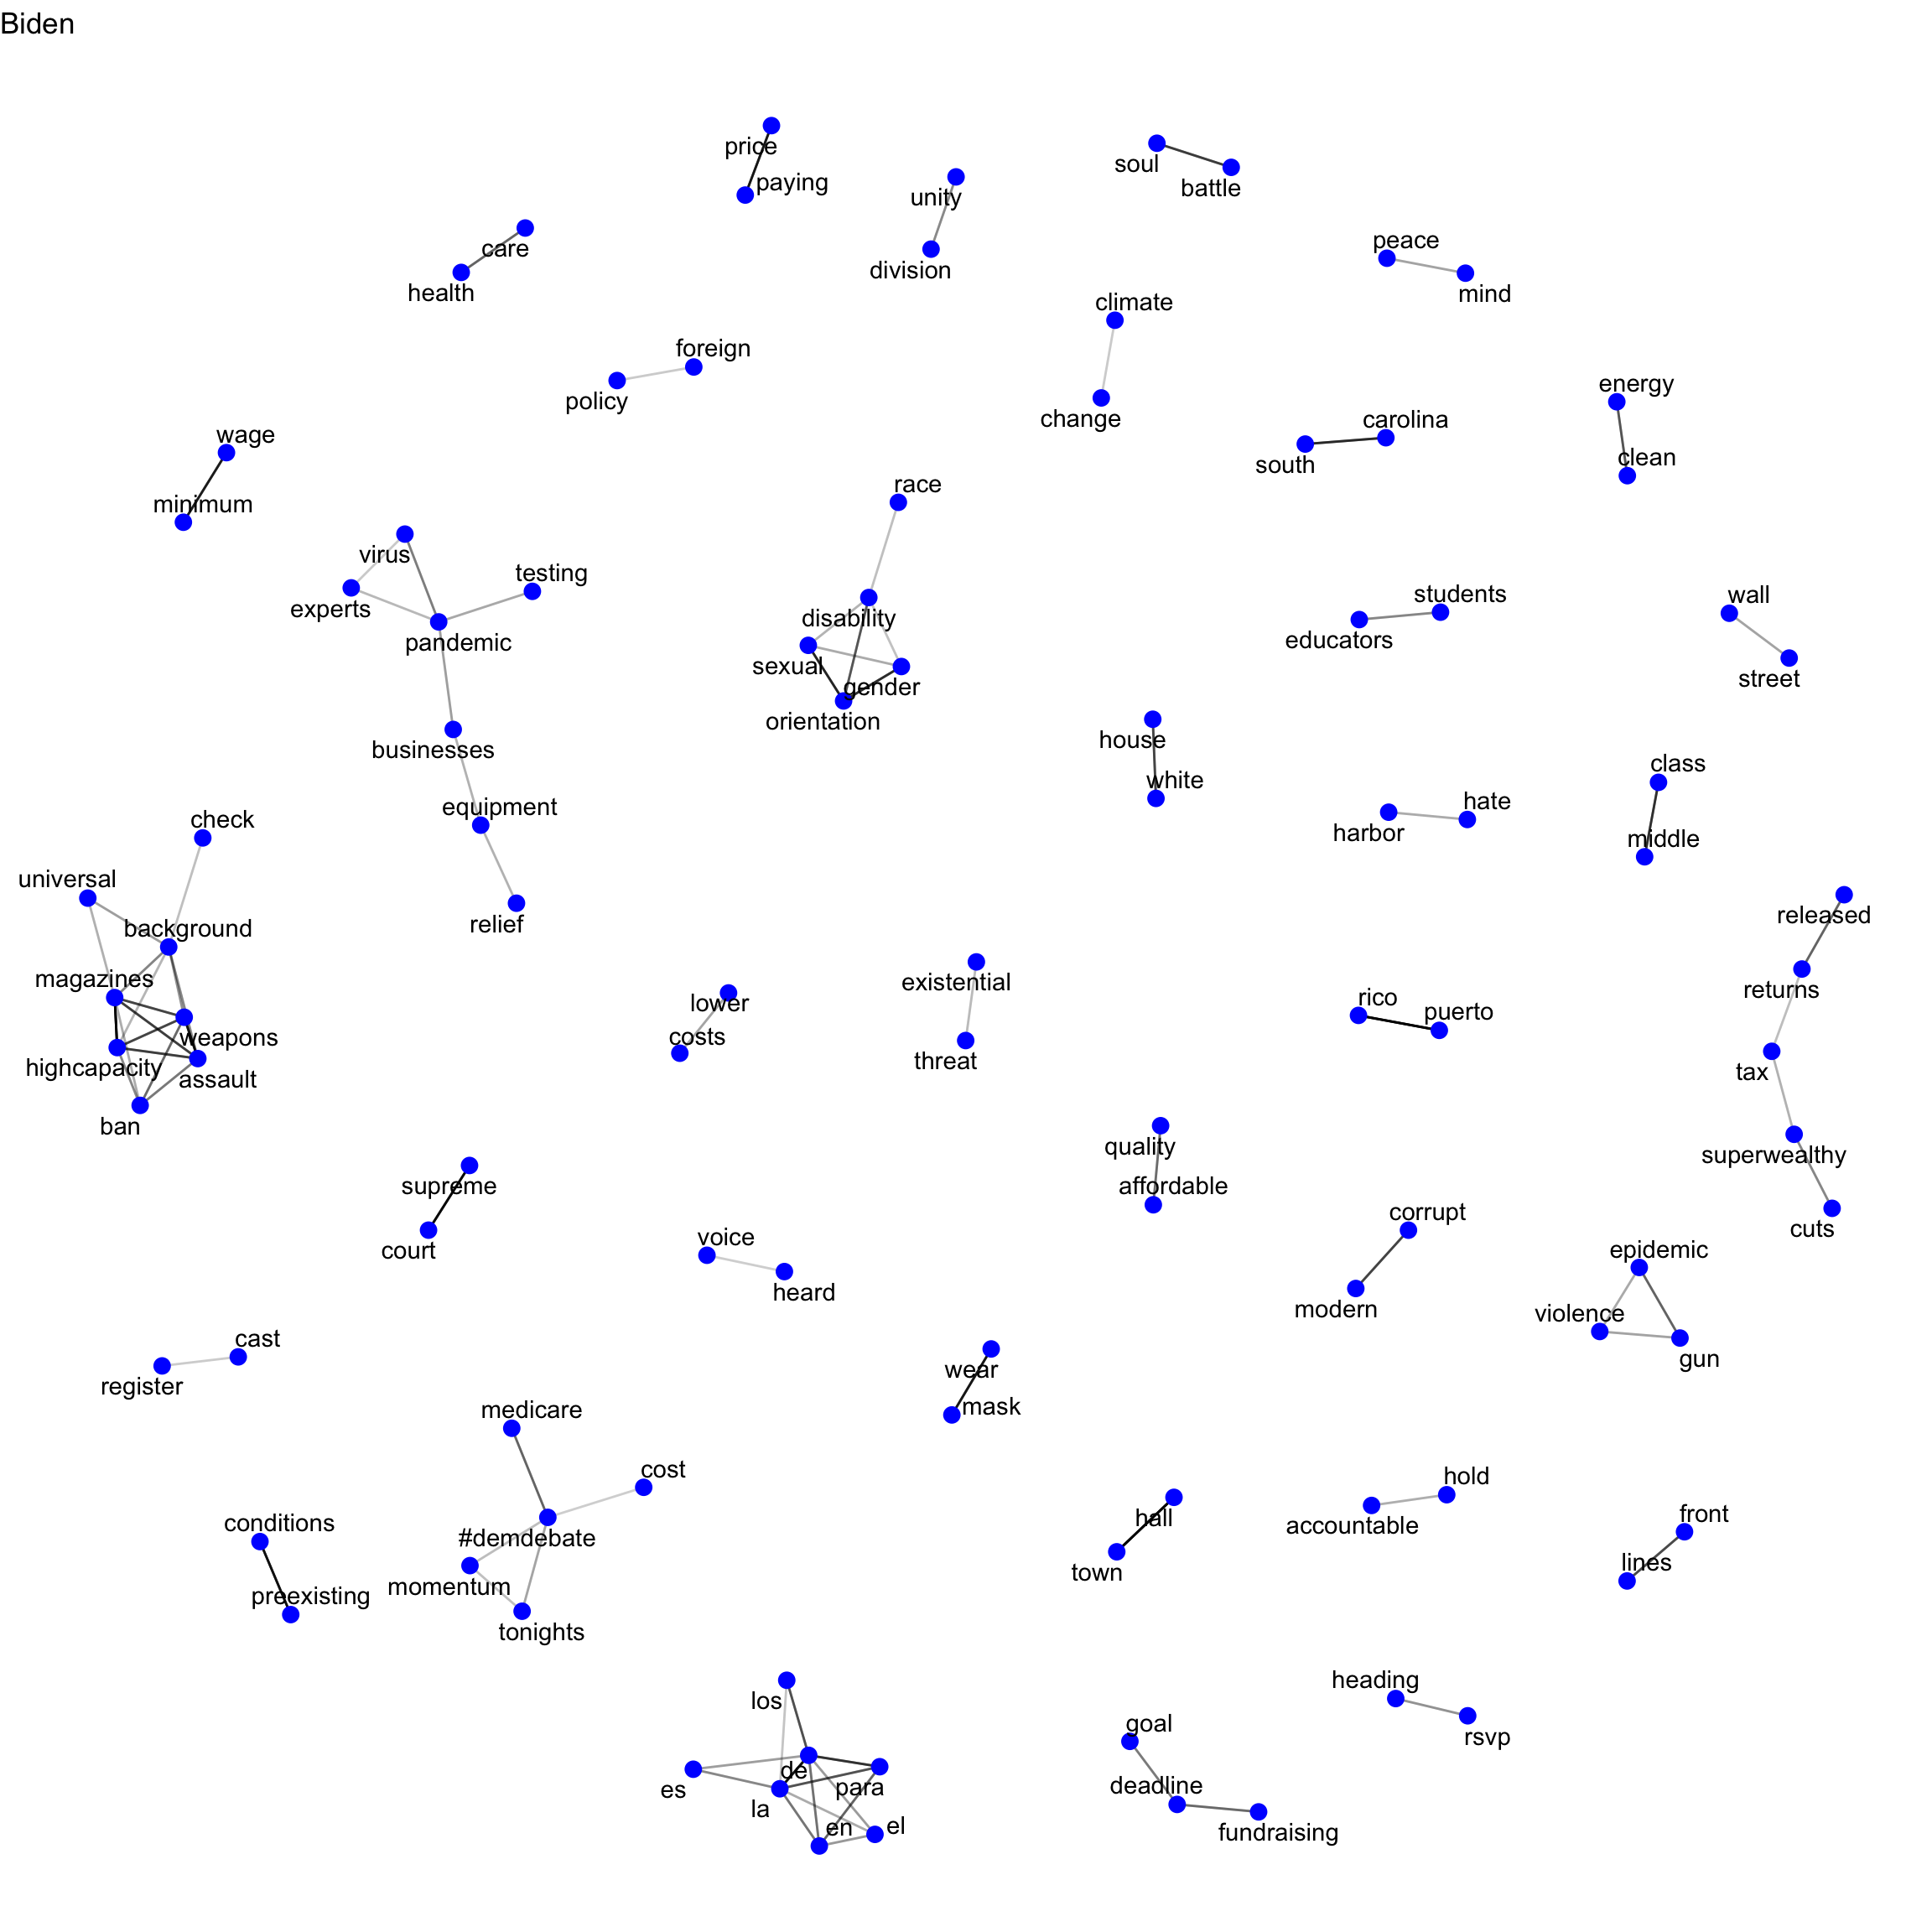 Biden
price
paying
soul
battle
unity
division
care
health
peace
mind
climate
change
foreign
policy
energy
clean
carolina
south
wage
minimum
race
disability
sexual
gender
orientation
virus
testing
experts
pandemic
businesses
equipment
relief
students
educators
wall
street
house
white
class
middle
hate
harbor
check
universal
background
magazines
weapons
highcapacity
assault
ban
released
returns
tax
superwealthy
cuts
existential
threat
lower
costs
rico
puerto
quality
affordable
supreme
court
corrupt
modern
voice
heard
epidemic
violence
gun
cast
register
wear
mask
medicare
cost
#demdebate
momentum
tonights
conditions
preexisting
hall
town
hold
accountable
front
lines
los
de
es
para
la
en
el
heading
rsvp
goal
deadline
fundraising